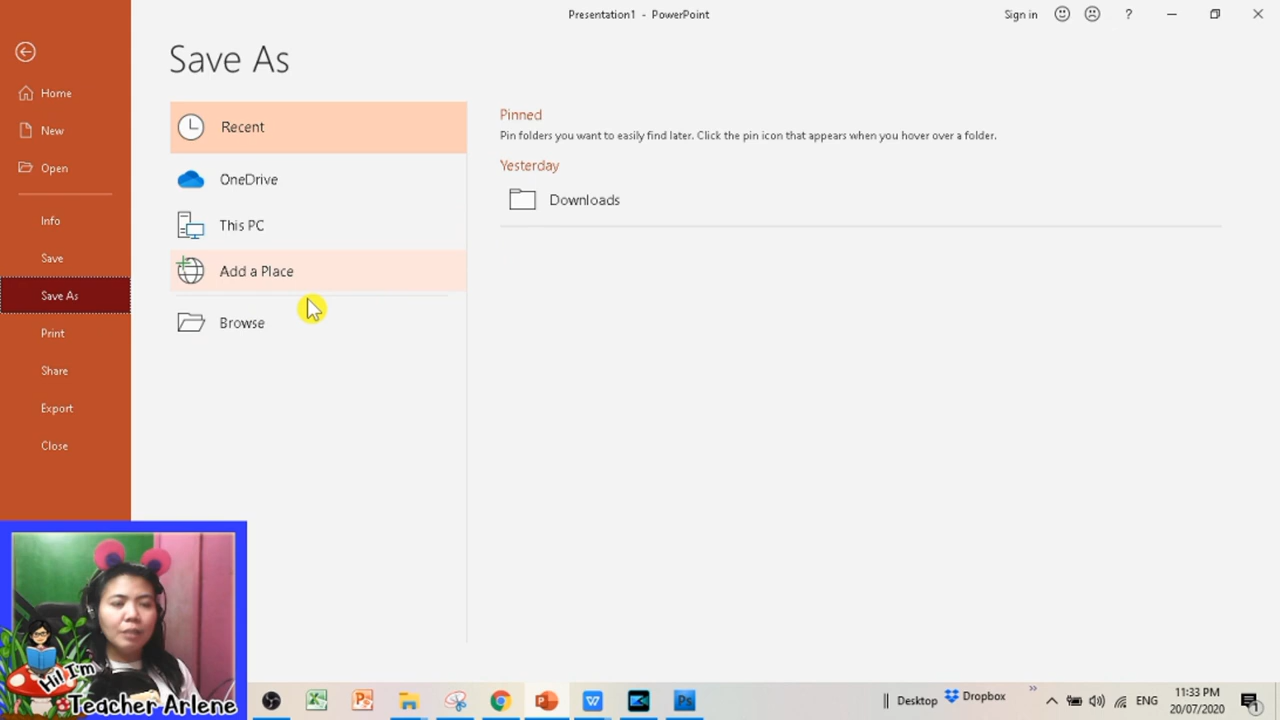 Presentation1 - PowerPoint
Sign in
?
Save As
Home
New
Open
Info
Save
Save As
Print
Share
Export
Close
Recent
OneDrive
This PC
Add a Place
Browse
Pinned
Pin folders you want to easily find later. Click the pin icon that appears when you hover over a folder.
Yesterday
Downloads
Hi! I'm
Teacher Arlene
Desktop
Dropbox
ENG
11:33 PM
20/07/2020
1
Ps